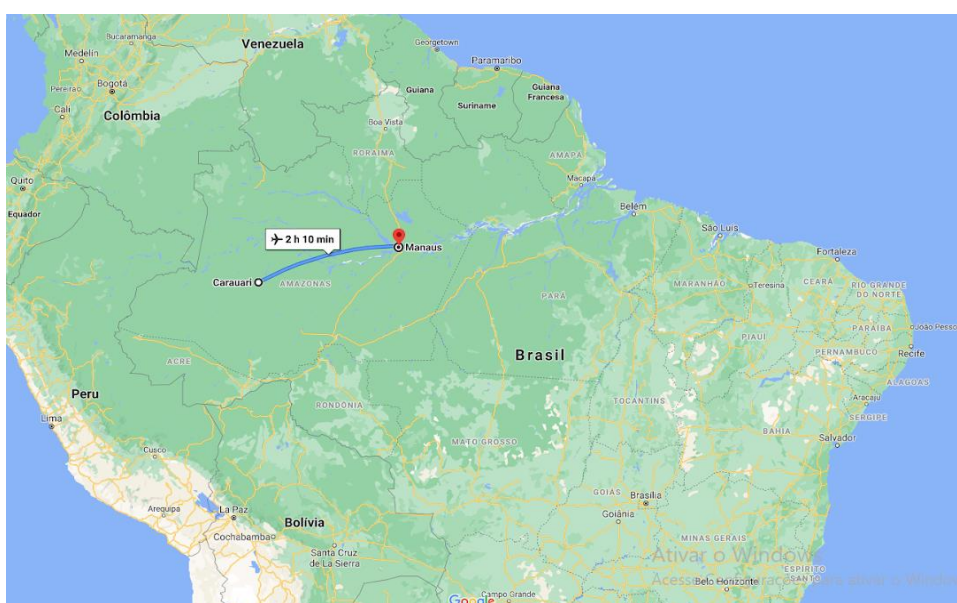 Bucaramanga
Venezuela
Georgetown
Medellín
Paramaribo
Bogotá
Pereira
Guiana
Guiana
Francesa
Cali
Colômbia
Suriname
Boa Vista
RORAIMA
AMAPÁ
Quito
Macapá
Equador
Belém
2 h 10 min
Manaus
São Luís
Fortaleza
Carauari
AMAZONAS
PARÁ
MARANHÃO
Teresina
CEARÁ
RIO GRANDE
DO NORTE
João Pesso
PARAÍBA
PIAUÍ
Brasil
ACRE
PERNAMBUCO
Recife
ALAGOAS
Peru
TOCANTINS
Aracaju
RONDÔNIA
SERGIPE
Lima
MATO GROSSO
BAHIA
Salvador
Cusco
GOIÁS
Brasília
Arequipa
La Paz
Goiânia
Bolívia
Cochabamba
MINAS GERAIS
Santa Cruz
de La Sierra
Ativar o Window
ESPÍRITO
SANTO
Belo Horizonte
Campo Grande
Google